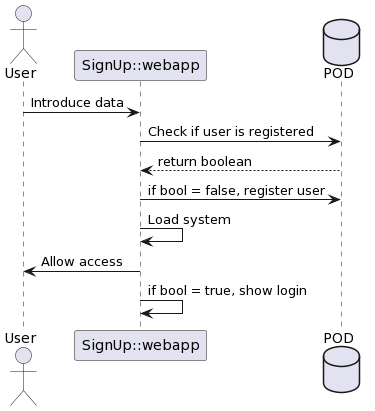 User
SignUp::webapp
POD
Introduce data
Check if user is registered
return boolean
if bool = false, register user
Load system
Allow access
if bool = true, show login
User
SignUp::webapp
POD